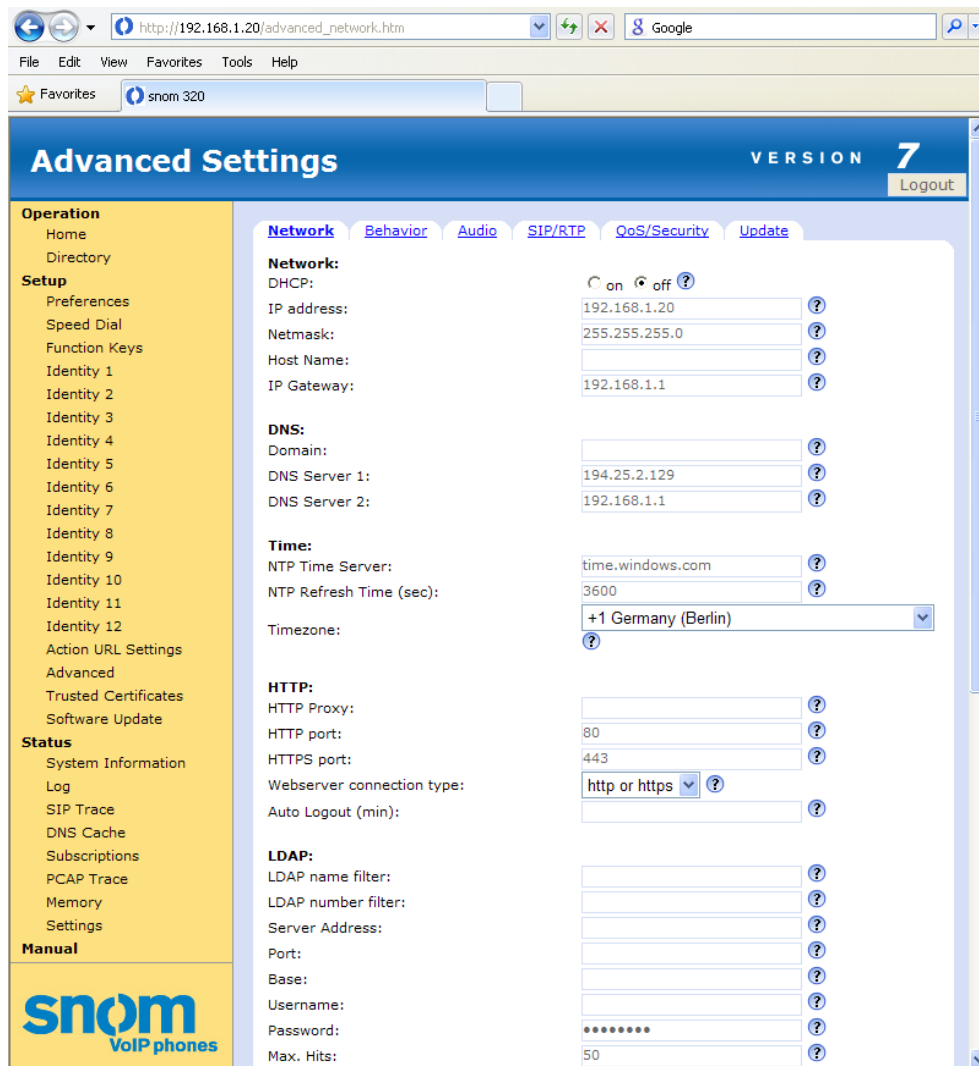 http://192.168.1.20/advanced_network.htm
Google
File Edit View Favorites Tools Help
Favorites
snom 320
Advanced Settings
VERSION 7
Logout
Operation
Home
Directory
Setup
Preferences
Speed Dial
Function Keys
Identity 1
Identity 2
Identity 3
Identity 4
Identity 5
Identity 6
Identity 7
Identity 8
Identity 9
Identity 10
Identity 11
Identity 12
Action URL Settings
Advanced
Trusted Certificates
Software Update
Status
System Information
Log
SIP Trace
DNS Cache
Subscriptions
PCAP Trace
Memory
Settings
Manual
snom
VoIP phones
Network Behavior Audio SIP/RTP QoS/Security Update
Network:
DHCP: on off ?
IP address: 192.168.1.20 ?
Netmask: 255.255.255.0 ?
Host Name: ?
IP Gateway: 192.168.1.1 ?
DNS:
Domain: ?
DNS Server 1: 194.25.2.129 ?
DNS Server 2: 192.168.1.1 ?
Time:
NTP Time Server: time.windows.com ?
NTP Refresh Time (sec): 3600 ?
Timezone: +1 Germany (Berlin)
?
HTTP:
HTTP Proxy: ?
HTTP port: 80 ?
HTTPS port: 443 ?
Webserver connection type: http or https ?
Auto Logout (min): ?
LDAP:
LDAP name filter: ?
LDAP number filter: ?
Server Address: ?
Port: ?
Base: ?
Username: ?
Password: •••••••• ?
Max. Hits: 50 ?